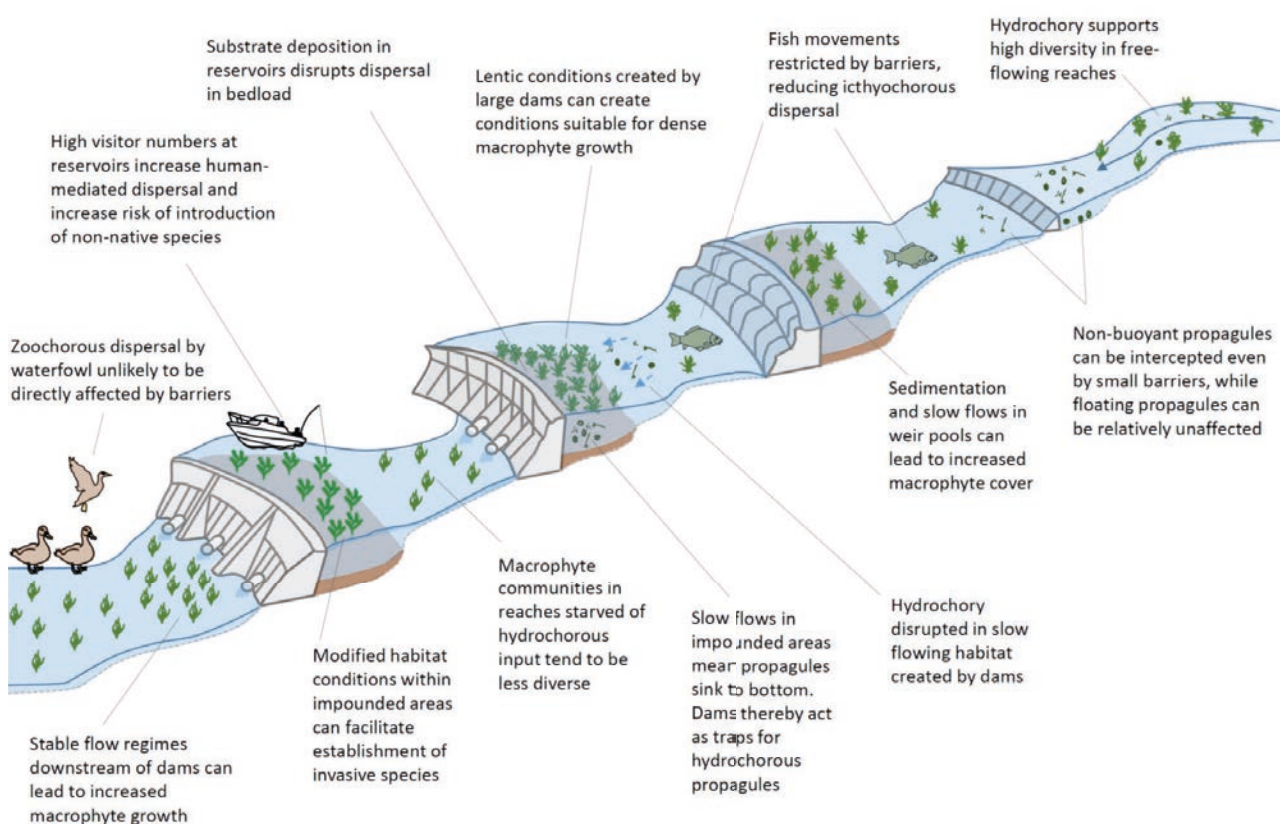 Substrate deposition in
reservoirs disrupts dispersal
in bedload
Lentic conditions created by
large dams can create
conditions suitable for dense
macrophyte growth
Fish movements
restricted by barriers,
reducing icthyochorous
dispersal
Hydrochory supports
high diversity in free-
flowing reaches
High visitor numbers at
reservoirs increase human-
mediated dispersal and
increase risk of introduction
of non-native species
Zoochorous dispersal by
waterfowl unlikely to be
directly affected by barriers
Non-buoyant propagules
can be intercepted even
by small barriers, while
floating propagules can
be relatively unaffected
Sedimentation
and slow flows in
weir pools can
lead to increased
macrophyte cover
Macrophyte
communities in
reaches starved of
hydrochorous
input tend to be
less diverse
Hydrochory
disrupted in slow
flowing habitat
created by dams
Slow flows in
impounded areas
mean propagules
sink to bottom.
Dams thereby act
as traps for
hydrochorous
propagules
Modified habitat
conditions within
impounded areas
can facilitate
establishment of
invasive species
Stable flow regimes
downstream of dams can
lead to increased
macrophyte growth